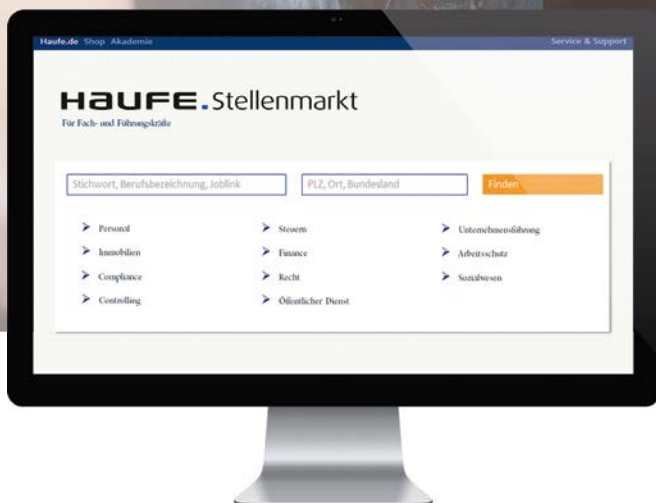 Haufe.de Shop Akademie Service & Support
HAUFE.Stellenmarkt
Für Fach- und Führungskräfte
Stichwort, Berufsbezeichnung, Joblink PLZ, Ort, Bundesland Finden
Personal Steuern Unternehmensführung
Immobilien Finance Arbeitsschutz
Compliance Recht Sozialwesen
Controlling Öffentlicher Dienst